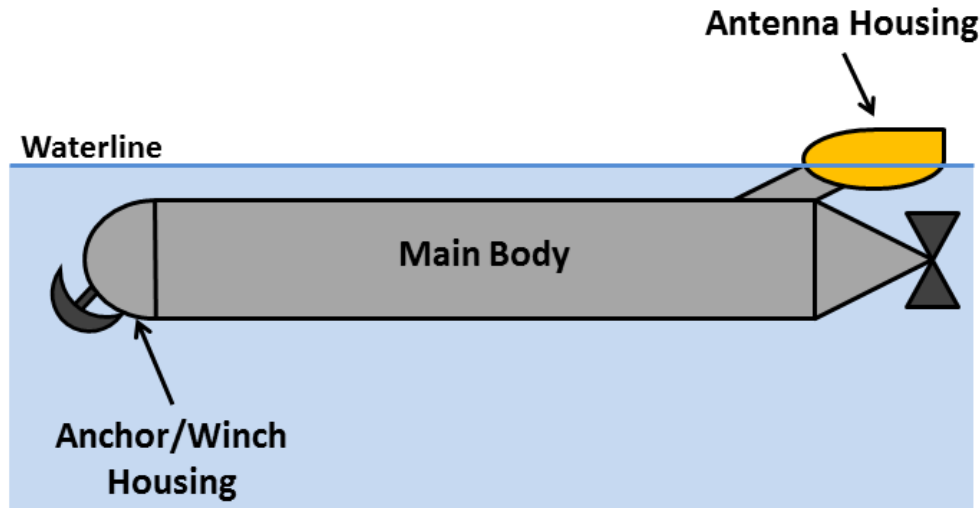 Antenna Housing
Waterline
Main Body
Anchor/Winch
Housing